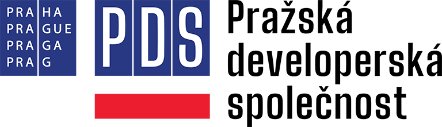 PRAHA
PRAGUE
PRAGA
PRAG
PDS
Pražská
developerská
společnost